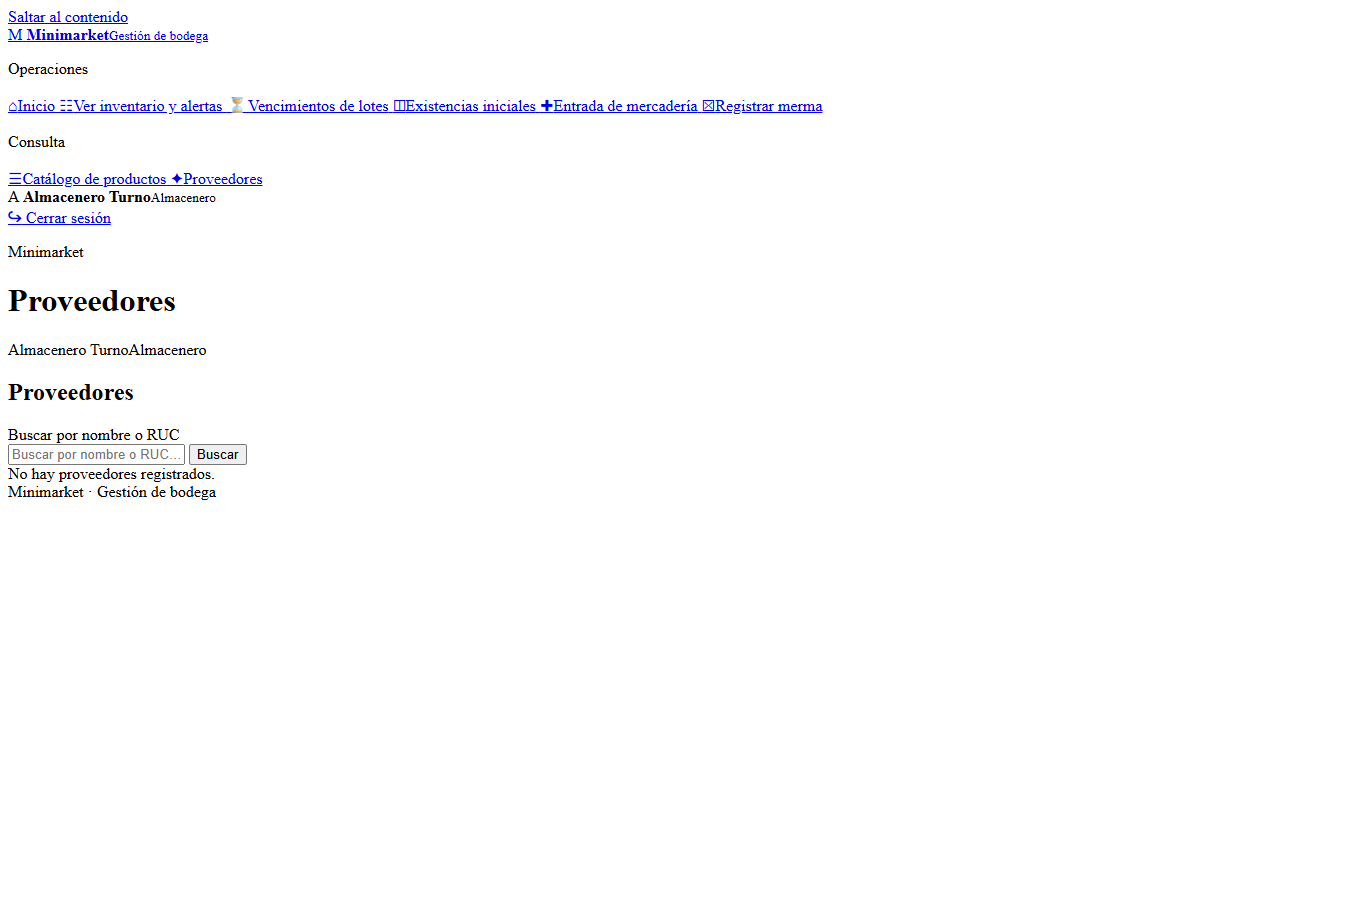 Saltar al contenido
M MinimarketGestión de bodega
Operaciones
⌂Inicio ☷Ver inventario y alertas ⏳Vencimientos de lotes ◫Existencias iniciales ✚Entrada de mercadería ☒Registrar merma
Consulta
☰Catálogo de productos ✦Proveedores
A Almacenero TurnoAlmacenero
↪ Cerrar sesión
Minimarket
Proveedores
Almacenero TurnoAlmacenero
Proveedores
Buscar por nombre o RUC
Buscar por nombre o RUC... Buscar
No hay proveedores registrados.
Minimarket · Gestión de bodega